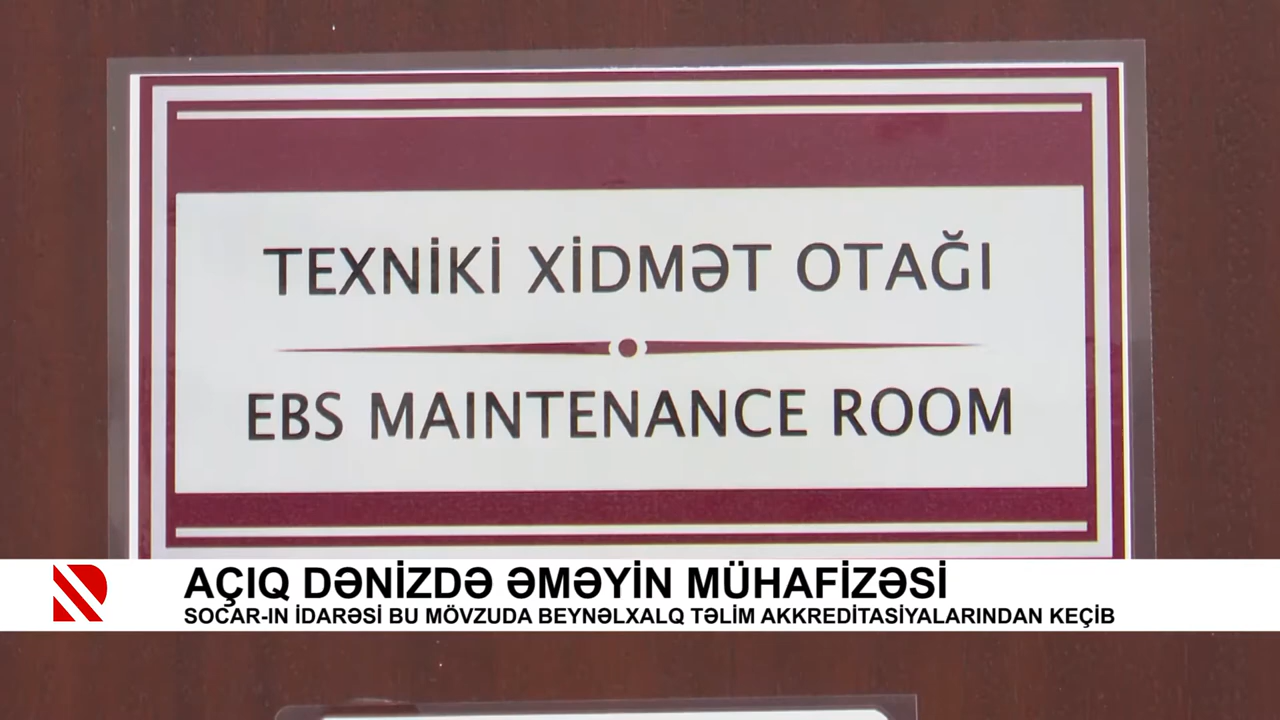 TEXNİKİ XİDMƏT OTAĞI
EBS MAINTENANCE ROOM
AÇIQ DƏNİZDƏ ƏMƏYİN MÜHAFİZƏSİ
SOCAR-IN İDARƏSİ BU MÖVZUDA BEYNƏLXALQ TƏLİM AKKREDİTASİYALARINDAN KEÇİB